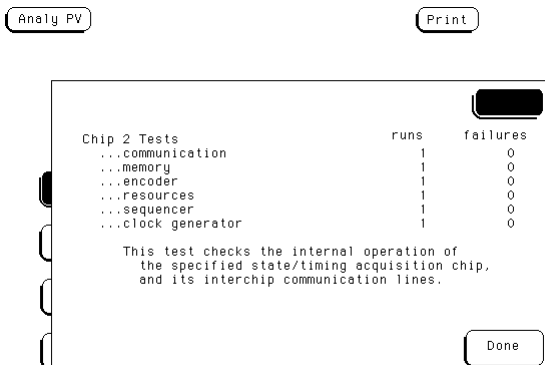 Analy PV Print
Chip 2 Tests runs failures
...communication 1 0
...memory 1 0
...encoder 1 0
...resources 1 0
...sequencer 1 0
...clock generator 1 0
This test checks the internal operation of
the specified state/timing acquisition chip,
and its interchip communication lines.
Done